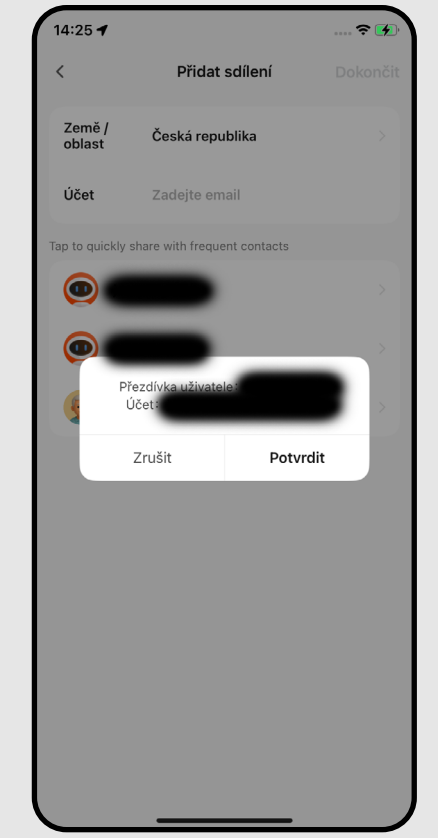 14:25
Přidat sdílení
Dokončit
Země /
oblast
Česká republika
Účet
Zadejte email
Tap to quickly share with frequent contacts
Přezdívka uživatele:
Účet:
Zrušit
Potvrdit